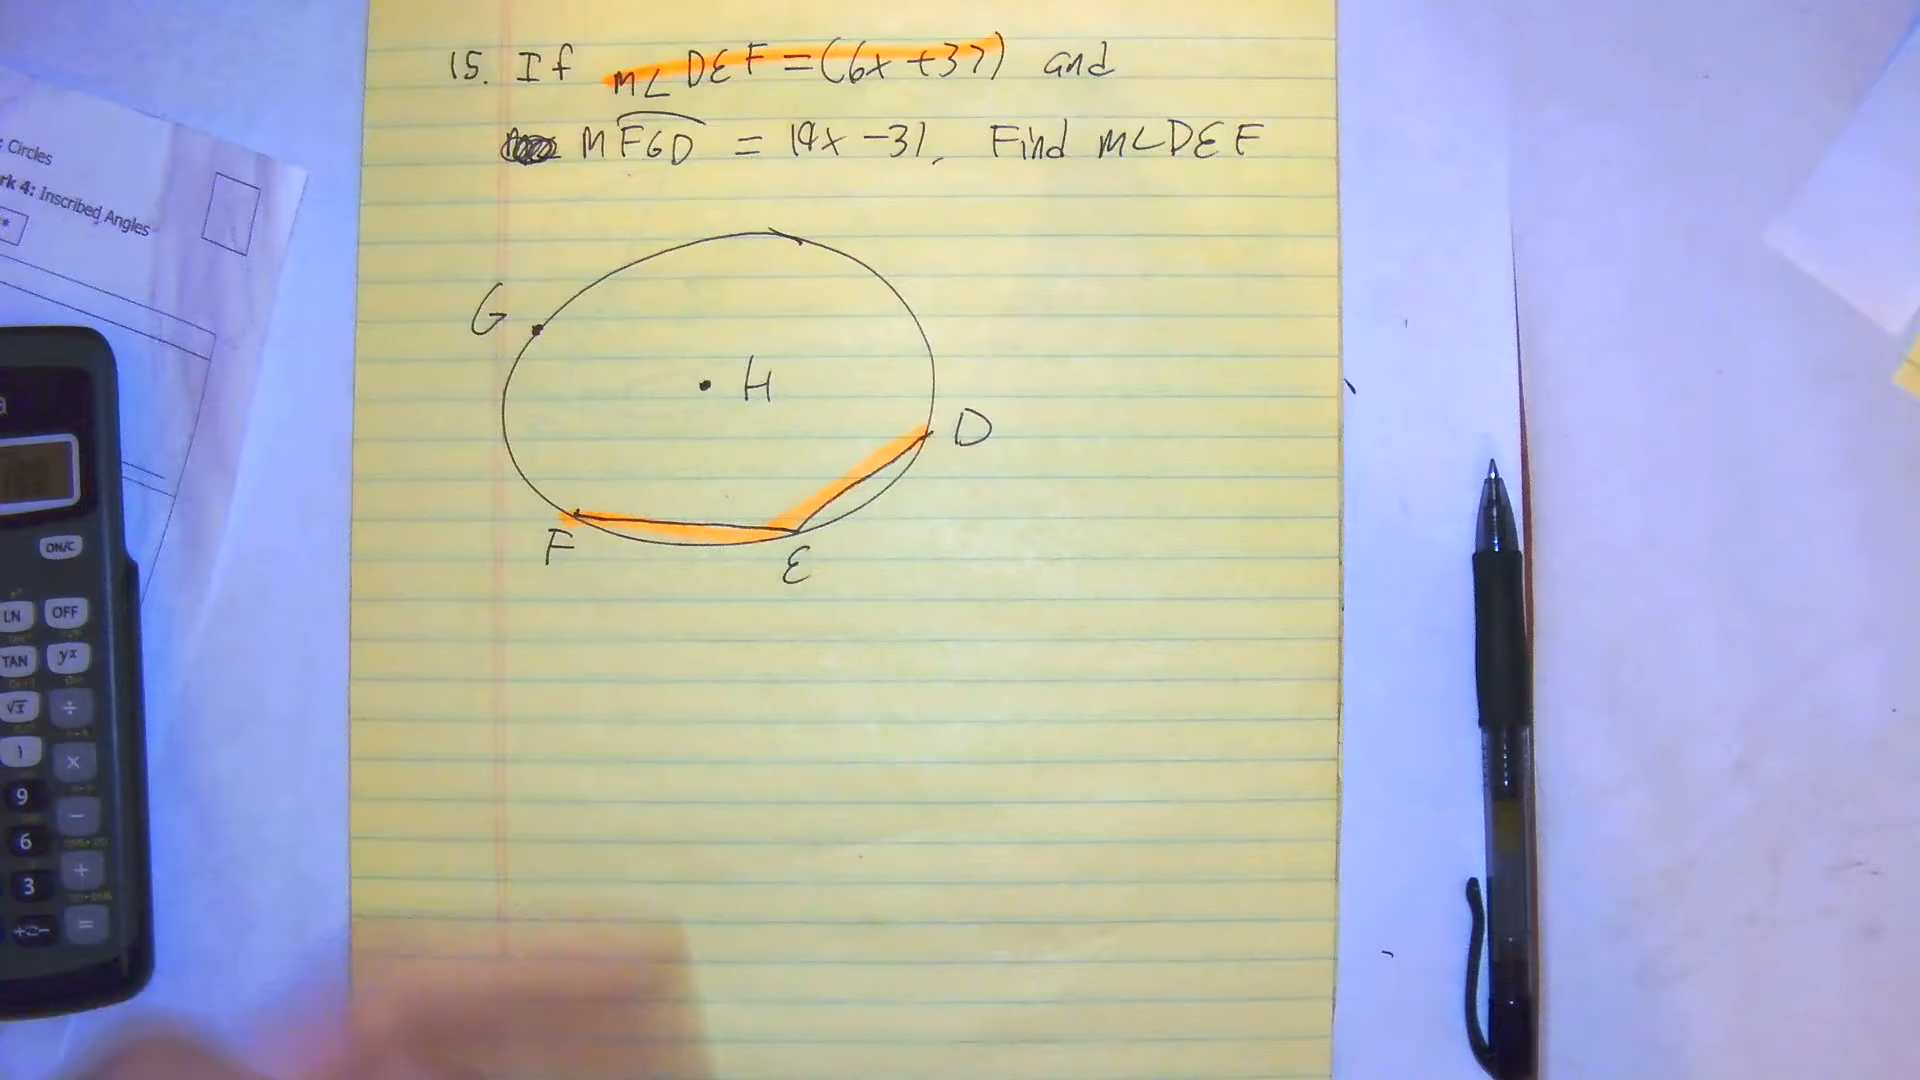 15. If m∠DEF = (6x+37) and
mFGD = 19x -31, Find m∠DEF
G
H
D
F
E
: Circles
rk 4: Inscribed Angles
**
a
ON/C
LN OFF
TAN yˣ
√x ÷
) ×
9 −
6 +
3 =